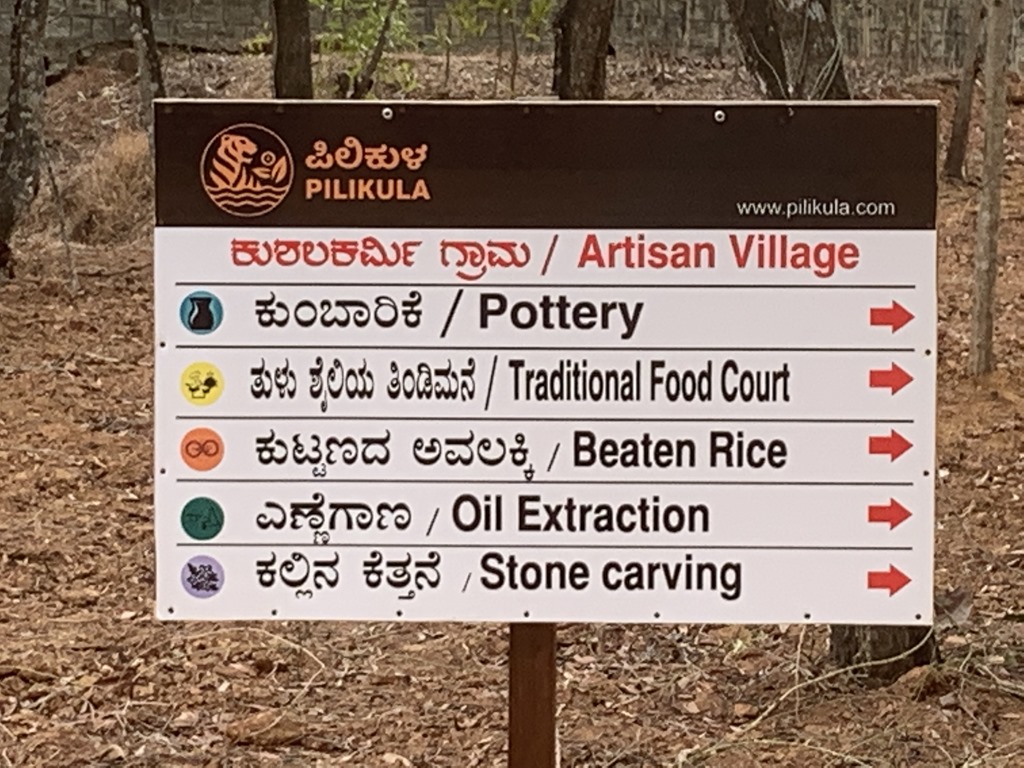 ಪಿಲಿಕುಳ
PILIKULA
www.pilikula.com
ಕುಶಲಕರ್ಮಿ ಗ್ರಾಮ / Artisan Village
ಕುಂಬಾರಿಕೆ / Pottery
ತುಳು ಶೈಲಿಯ ತಿಂಡಿಮನೆ / Traditional Food Court
ಕುಟ್ಟಣದ ಅವಲಕ್ಕಿ / Beaten Rice
ಎಣ್ಣೆಗಾಣ / Oil Extraction
ಕಲ್ಲಿನ ಕೆತ್ತನೆ / Stone carving